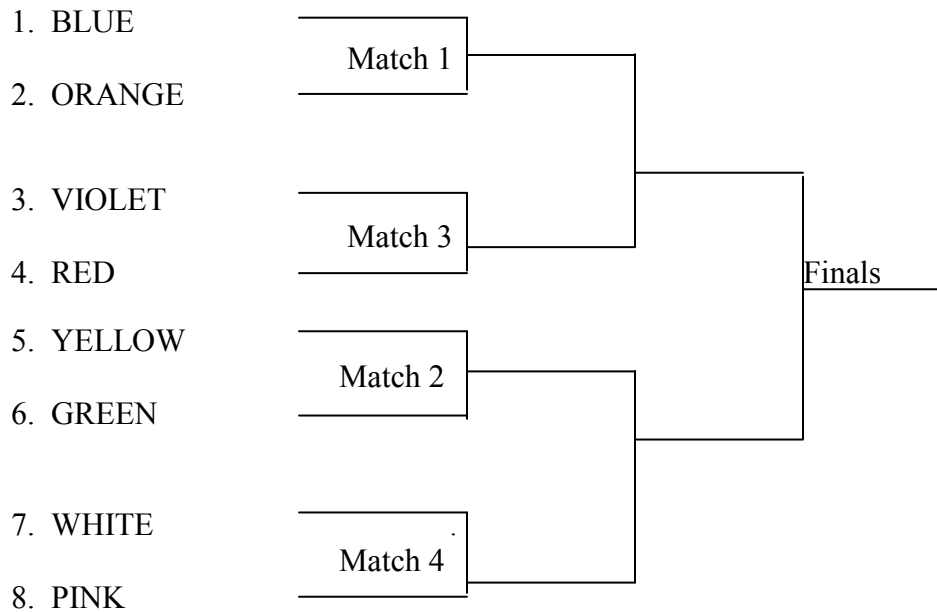 1. BLUE
Match 1
2. ORANGE
3. VIOLET
Match 3
4. RED
Finals
5. YELLOW
Match 2
6. GREEN
7. WHITE
Match 4
8. PINK